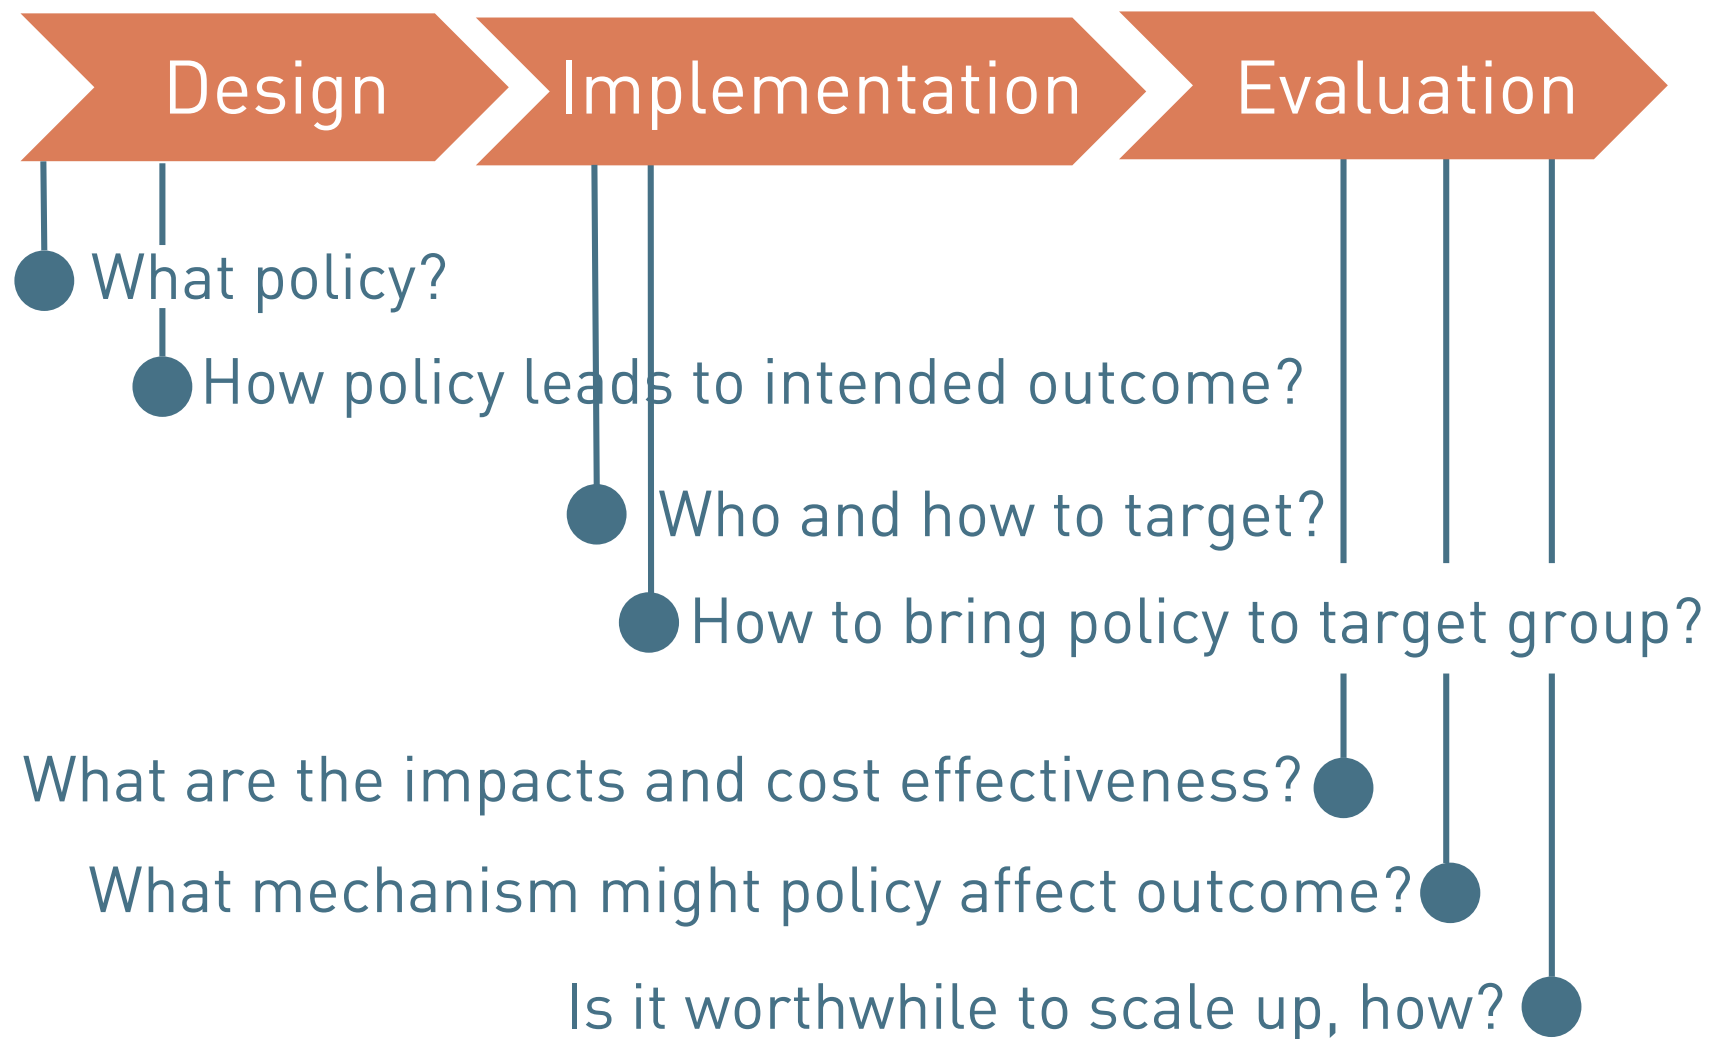 Design
Implementation
Evaluation
What policy?
How policy leads to intended outcome?
Who and how to target?
How to bring policy to target group?
What are the impacts and cost effectiveness?
What mechanism might policy affect outcome?
Is it worthwhile to scale up, how?